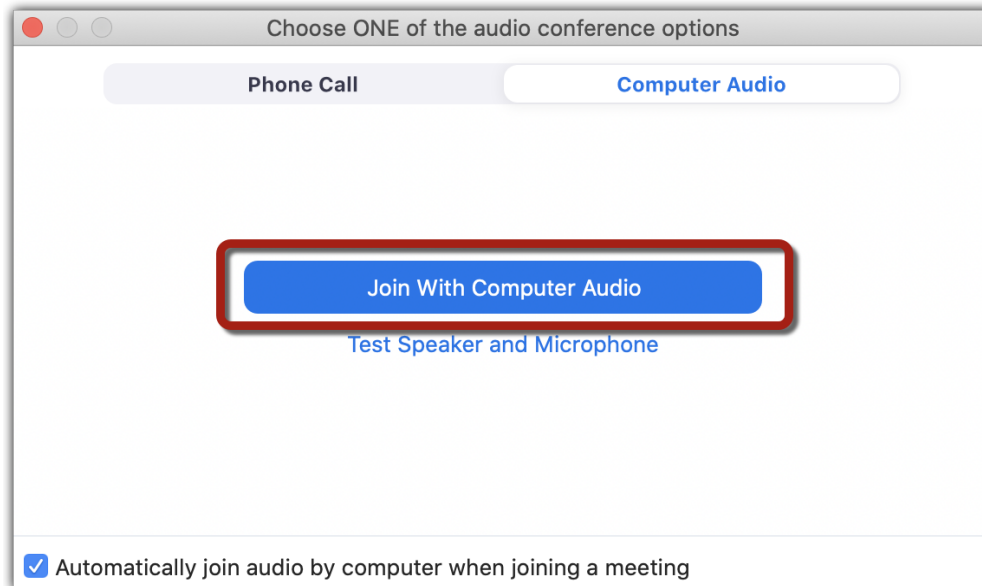 Choose ONE of the audio conference options
Phone Call Computer Audio
Join With Computer Audio
Test Speaker and Microphone
Automatically join audio by computer when joining a meeting